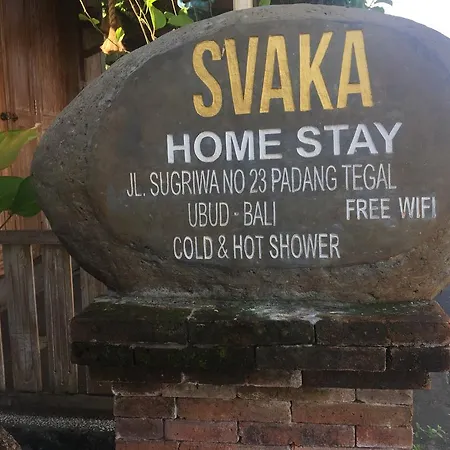 SVAKA
HOME STAY
JL. SUGRIWA NO 23 PADANG TEGAL
UBUD - BALI FREE WIFI
COLD & HOT SHOWER